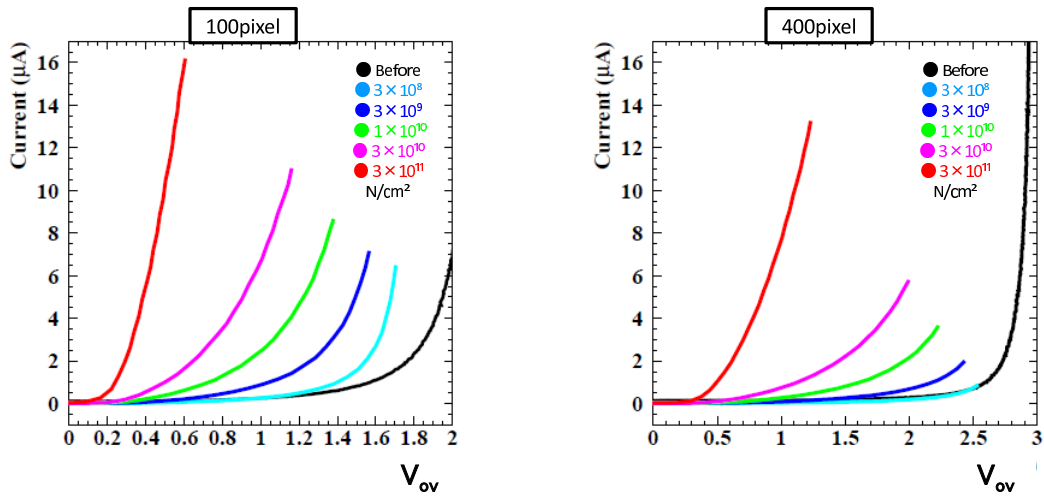 100pixel
Current (μA)
16
14
12
10
8
6
4
2
0
Before
3×10⁸
3×10⁹
1×10¹⁰
3×10¹⁰
3×10¹¹
N/cm²
0 0.2 0.4 0.6 0.8 1 1.2 1.4 1.6 1.8 2
Vov
400pixel
Current (μA)
16
14
12
10
8
6
4
2
0
Before
3×10⁸
3×10⁹
1×10¹⁰
3×10¹⁰
3×10¹¹
N/cm²
0 0.5 1 1.5 2 2.5 3
Vov